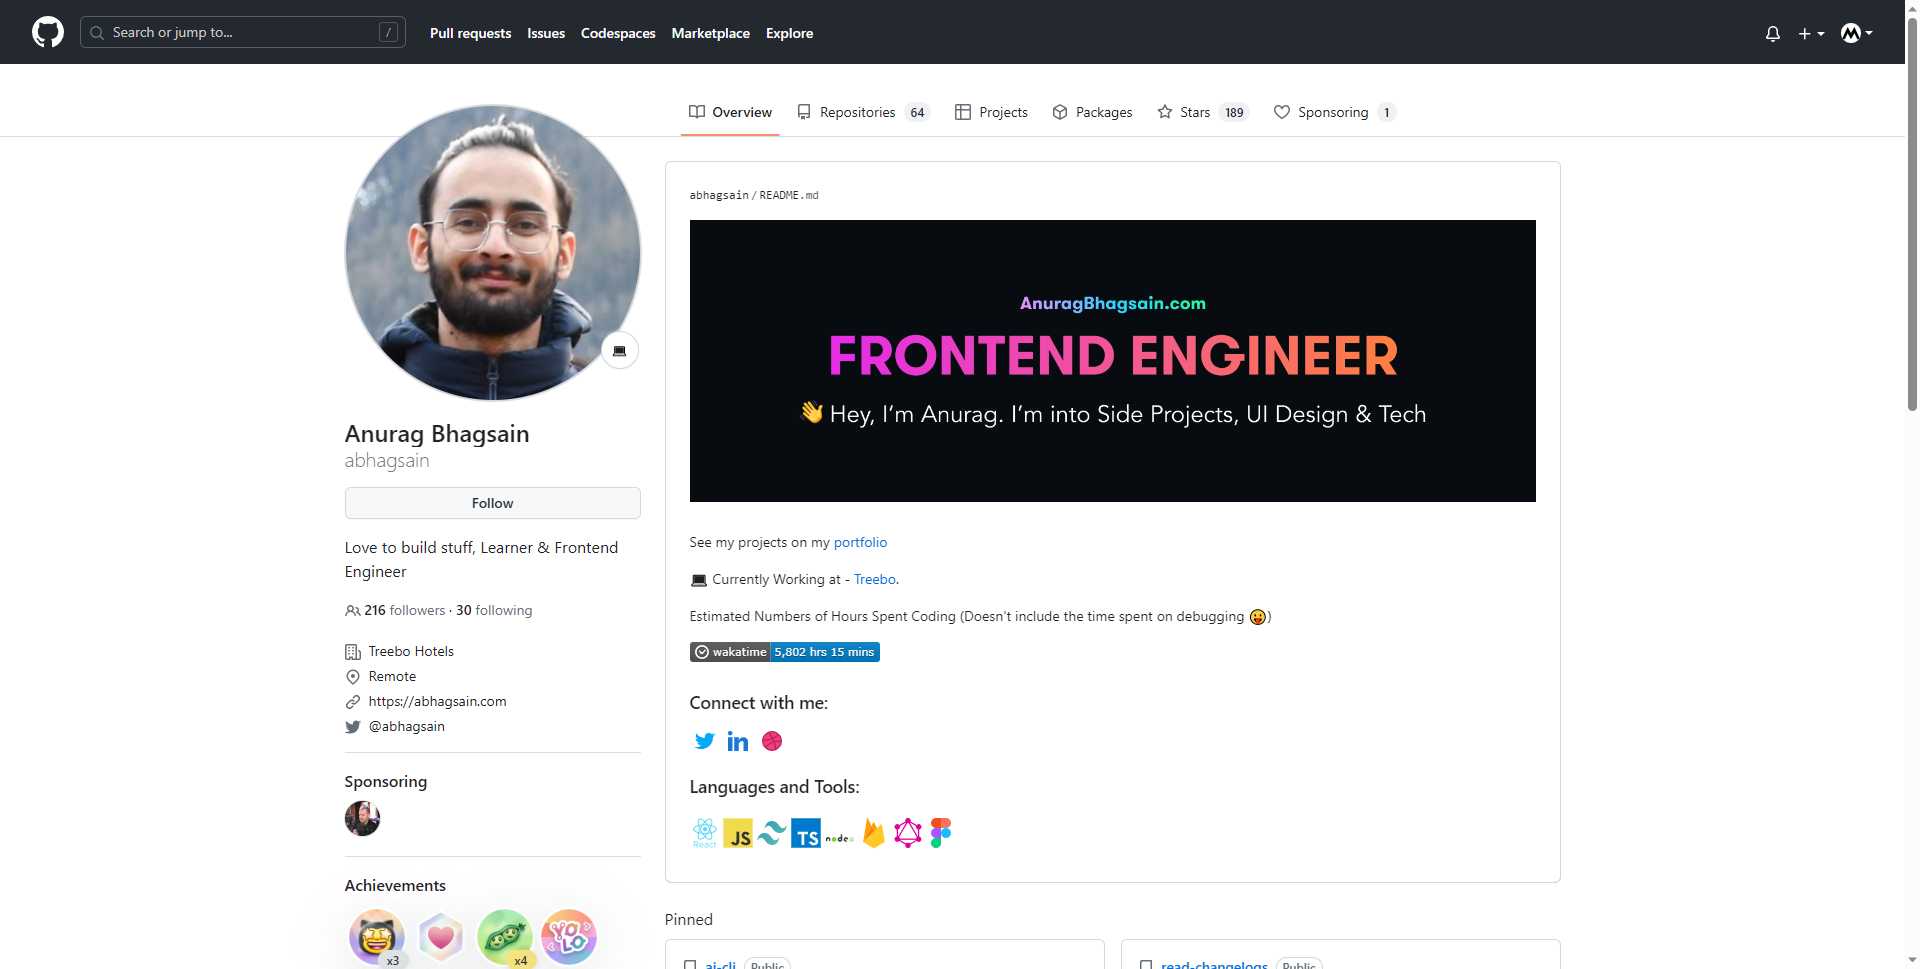 Search or jump to...
/
Pull requests
Issues
Codespaces
Marketplace
Explore
Overview
Repositories 64
Projects
Packages
Stars 189
Sponsoring 1
Anurag Bhagsain
abhagsain
Follow
Love to build stuff, Learner & Frontend
Engineer
216 followers · 30 following
Treebo Hotels
Remote
https://abhagsain.com
@abhagsain
Sponsoring
Achievements
x3
x4
YOLO
abhagsain/README.md
AnuragBhagsain.com
FRONTEND ENGINEER
👋 Hey, I'm Anurag. I'm into Side Projects, UI Design & Tech
See my projects on my portfolio
💻 Currently Working at - Treebo.
Estimated Numbers of Hours Spent Coding (Doesn't include the time spent on debugging 😛)
wakatime 5,802 hrs 15 mins
Connect with me:
in
Languages and Tools:
React
JS
TS
node
Pinned
ai-cli Public
read-changelogs Public